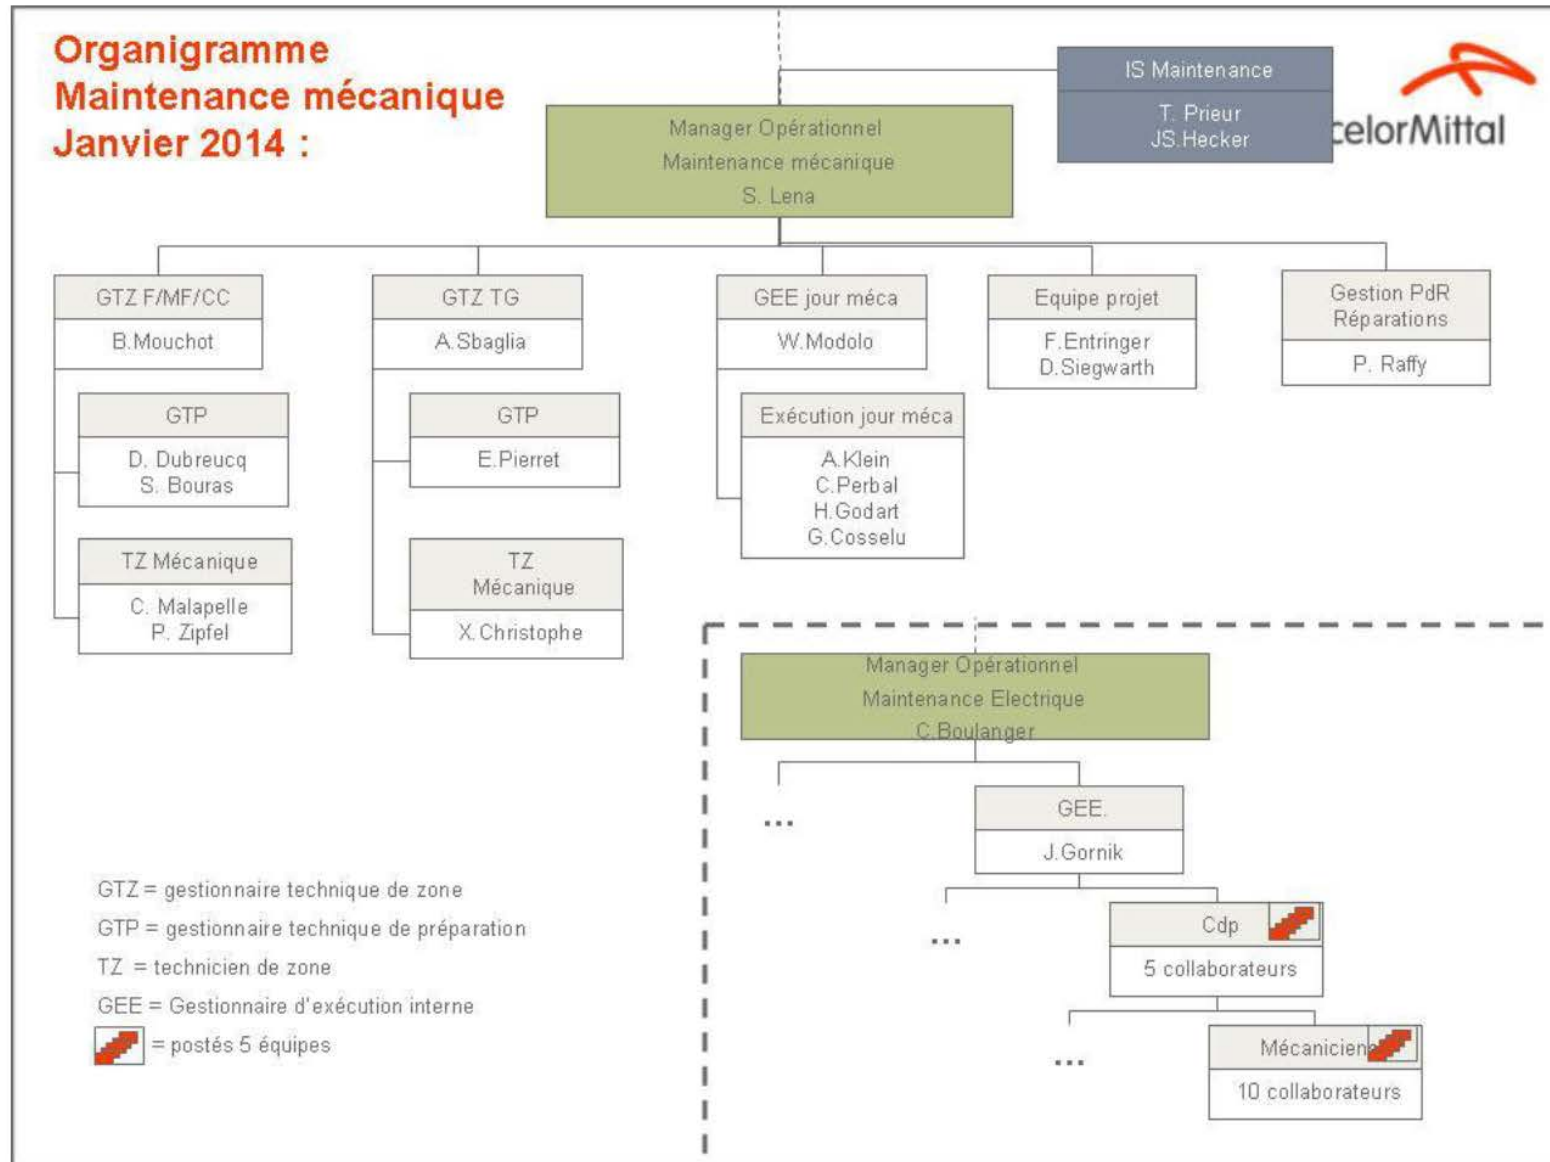 Organigramme
Maintenance mécanique
Janvier 2014 :
IS Maintenance
T. Prieur
JS.Hecker
celorMittal
Manager Opérationnel
Maintenance mécanique
S. Lena
GTZ F/MF/CC
B.Mouchot
GTP
D. Dubreucq
S. Bouras
TZ Mécanique
C. Malapelle
P. Zipfel
GTZ TG
A.Sbaglia
GTP
E.Pierret
TZ
Mécanique
X.Christophe
GEE jour méca
W.Modolo
Exécution jour méca
A.Klein
C.Perbal
H.Godart
G.Cosselu
Equipe projet
F.Entringer
D.Siegwarth
Gestion PdR
Réparations
P. Raffy
Manager Opérationnel
Maintenance Electrique
C.Boulanger
...
GEE.
J.Gornik
...
Cdp
5 collaborateurs
...
Mécanicien
10 collaborateurs
GTZ = gestionnaire technique de zone
GTP = gestionnaire technique de préparation
TZ = technicien de zone
GEE = Gestionnaire d'exécution interne
= postés 5 équipes